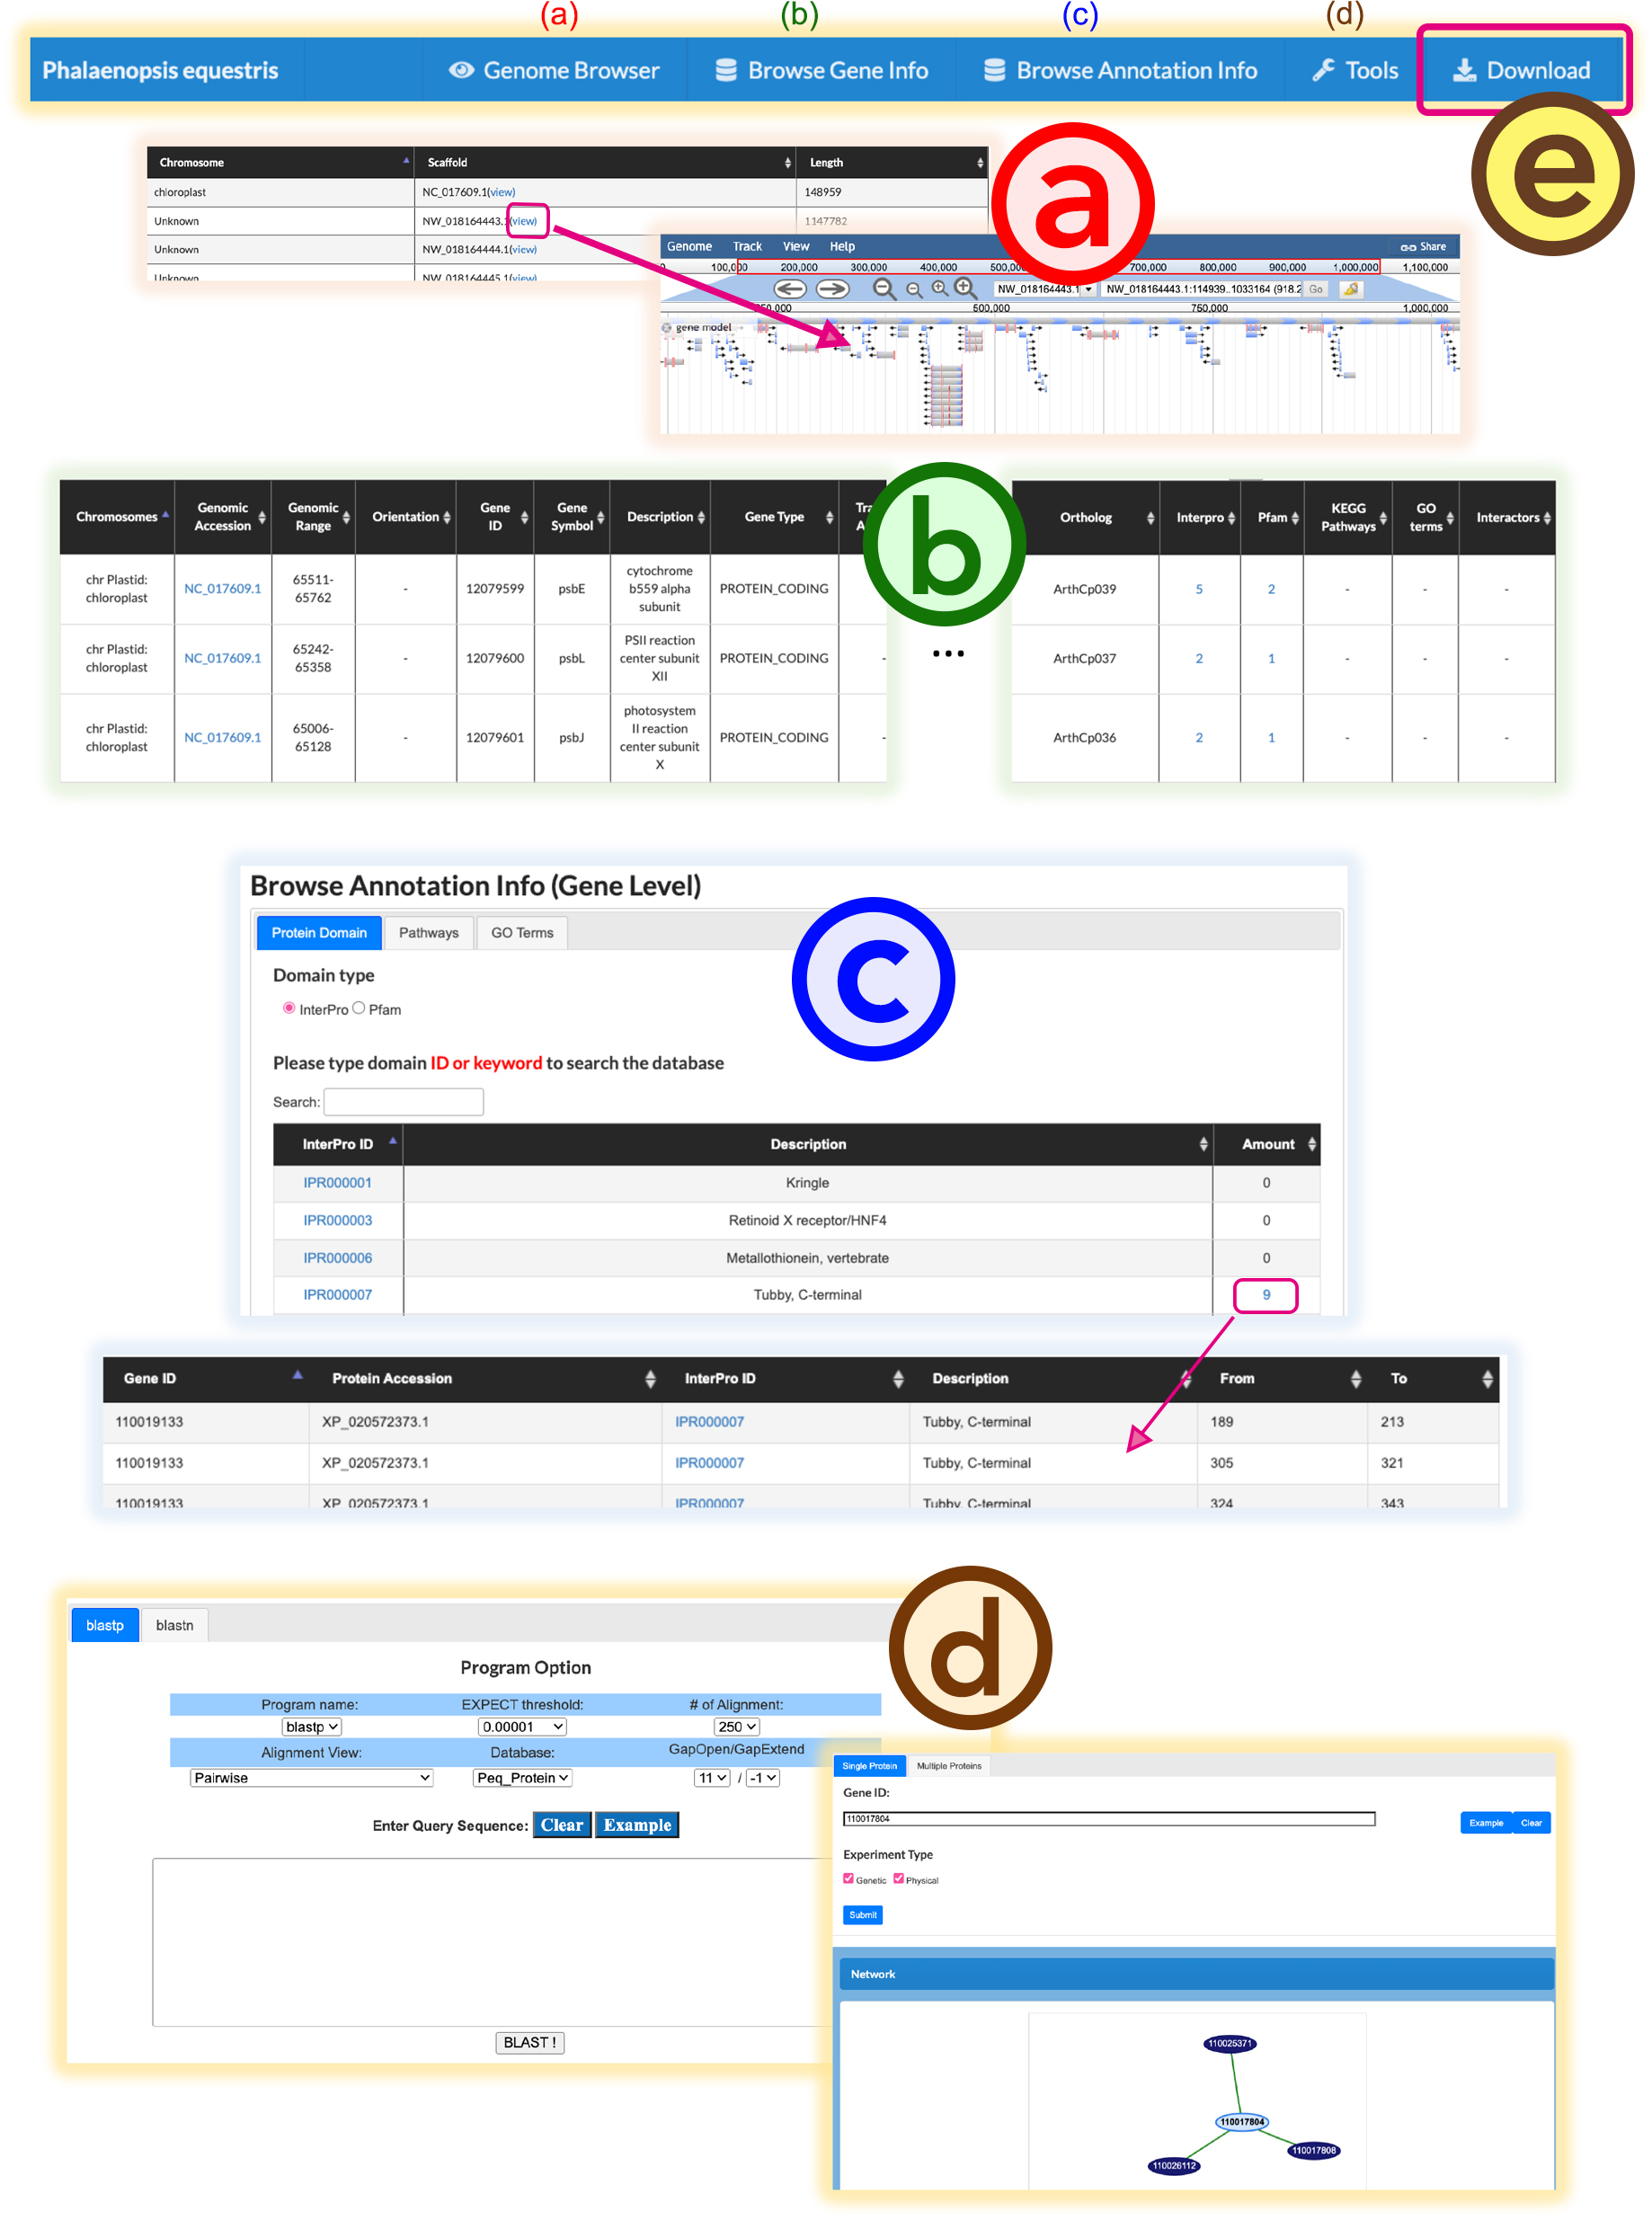 (a) (b) (c) (d)
Phalaenopsis equestris Genome Browser Browse Gene Info Browse Annotation Info Tools Download
e
a
Chromosome Scaffold Length
chloroplast NC_017609.1(view) 148959
Unknown NW_018164443.1(view) 1147782
Unknown NW_018164444.1(view)
Unknown NW_018164445.1(view)
Genome Track View Help Share
0 100,000 200,000 300,000 400,000 700,000 800,000 900,000 1,000,000 1,100,000
NW_018164443.1 NW_018164443.1:114939..1033164 (918.2 Go
500,000 750,000 1,000,000
gene model
b
Chromosomes Genomic Accession Genomic Range Orientation Gene ID Gene Symbol Description Gene Type Ortholog Interpro Pfam KEGG Pathways GO terms Interactors
chr Plastid: chloroplast NC_017609.1 65511-65762 - 12079599 psbE cytochrome b559 alpha subunit PROTEIN_CODING ArthCp039 5 2 - - -
chr Plastid: chloroplast NC_017609.1 65242-65358 - 12079600 psbL PSII reaction center subunit XII PROTEIN_CODING - ... ArthCp037 2 1 - - -
chr Plastid: chloroplast NC_017609.1 65006-65128 - 12079601 psbJ photosystem II reaction center subunit X PROTEIN_CODING - ArthCp036 2 1 - - -
Browse Annotation Info (Gene Level)
c
Protein Domain Pathways GO Terms
Domain type
InterPro Pfam
Please type domain ID or keyword to search the database
Search:
InterPro ID Description Amount
IPR000001 Kringle 0
IPR000003 Retinoid X receptor/HNF4 0
IPR000006 Metallothionein, vertebrate 0
IPR000007 Tubby, C-terminal 9
Gene ID Protein Accession InterPro ID Description From To
110019133 XP_020572373.1 IPR000007 Tubby, C-terminal 189 213
110019133 XP_020572373.1 IPR000007 Tubby, C-terminal 305 321
110019133 XP_020572373.1 IPR000007 Tubby, C-terminal 324 343
d
blastp blastn
Program Option
Program name: EXPECT threshold: # of Alignment:
blastp 0.00001 250
Alignment View: Database: GapOpen/GapExtend
Pairwise Peq_Protein 11 / -1
Enter Query Sequence: Clear Example
BLAST !
Single Protein Multiple Proteins
Gene ID:
110017804
Example Clear
Experiment Type
Genetic Physical
Submit
Network
110025371
110017804
110017808
110026112